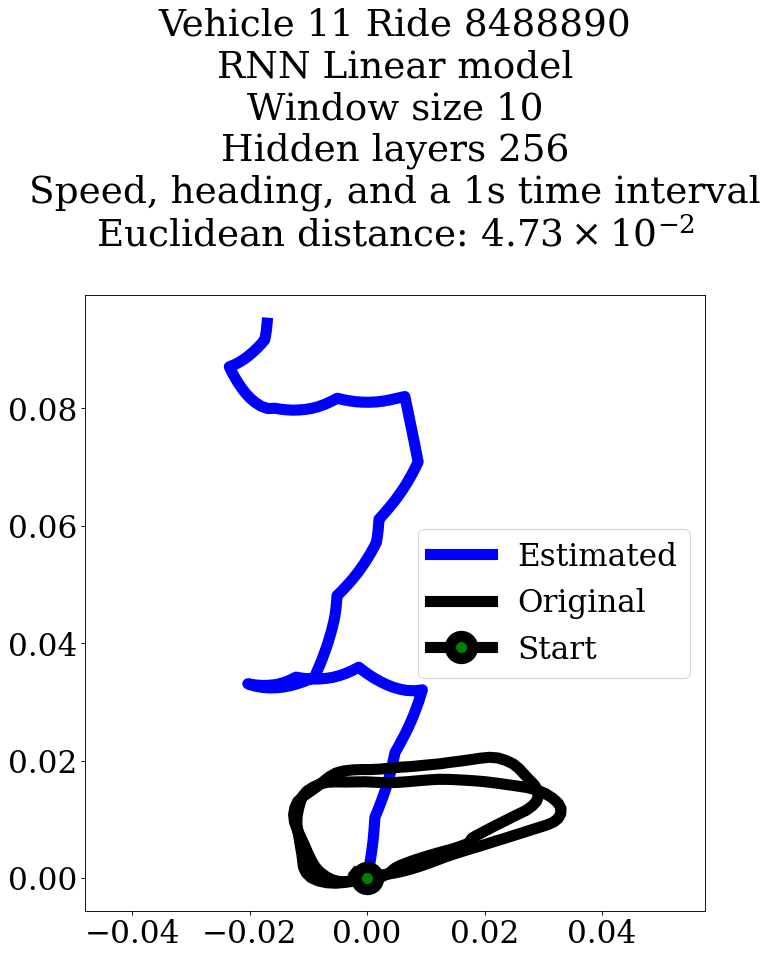 Vehicle 11 Ride 8488890
RNN Linear model
Window size 10
Hidden layers 256
Speed, heading, and a 1s time interval
Euclidean distance: 4.73 × 10⁻²
0.08
0.06
Estimated
Original
Start
0.04
0.02
0.00
−0.04 −0.02 0.00 0.02 0.04